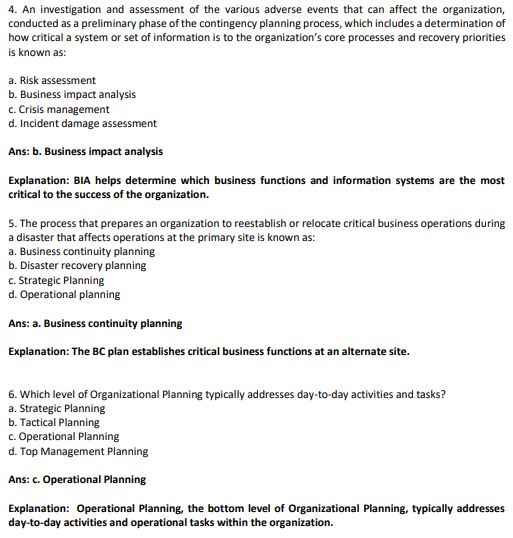 4. An investigation and assessment of the various adverse events that can affect the organization,
conducted as a preliminary phase of the contingency planning process, which includes a determination of
how critical a system or set of information is to the organization's core processes and recovery priorities
is known as:
a. Risk assessment
b. Business impact analysis
c. Crisis management
d. Incident damage assessment
Ans: b. Business impact analysis
Explanation: BIA helps determine which business functions and information systems are the most
critical to the success of the organization.
5. The process that prepares an organization to reestablish or relocate critical business operations during
a disaster that affects operations at the primary site is known as:
a. Business continuity planning
b. Disaster recovery planning
c. Strategic Planning
d. Operational planning
Ans: a. Business continuity planning
Explanation: The BC plan establishes critical business functions at an alternate site.
6. Which level of Organizational Planning typically addresses day-to-day activities and tasks?
a. Strategic Planning
b. Tactical Planning
c. Operational Planning
d. Top Management Planning
Ans: c. Operational Planning
Explanation: Operational Planning, the bottom level of Organizational Planning, typically addresses
day-to-day activities and operational tasks within the organization.